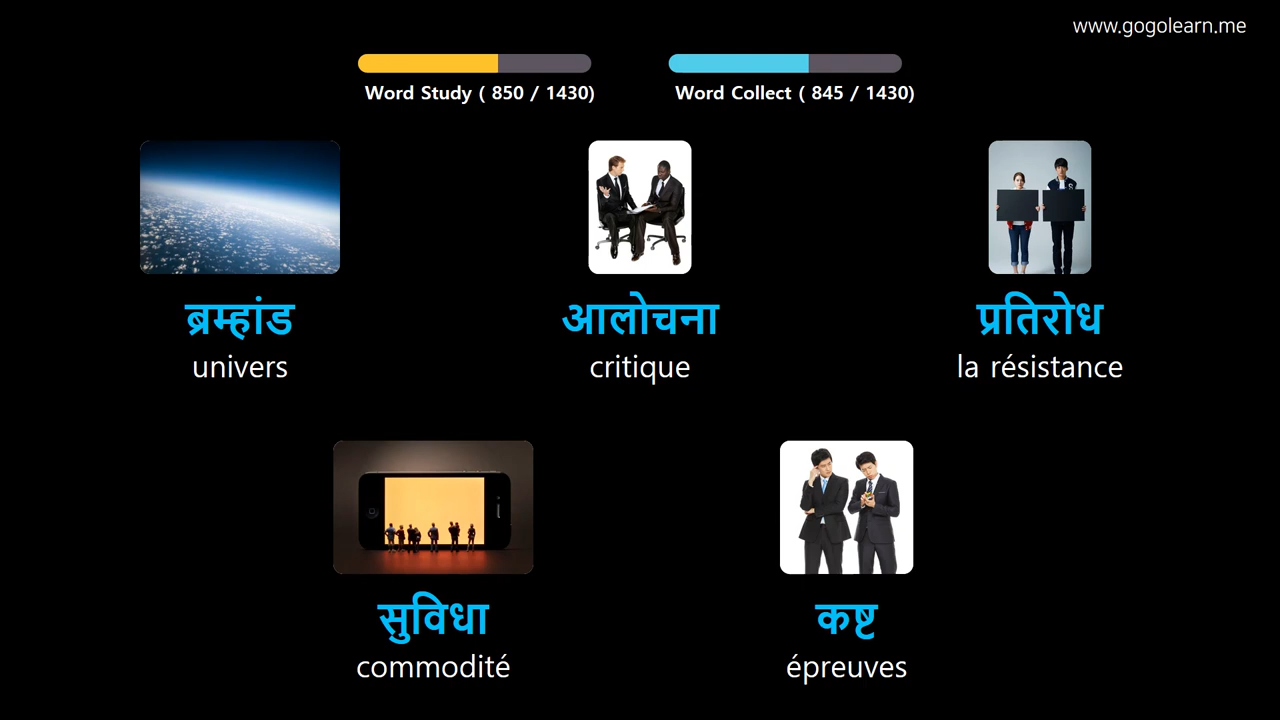 www.gogolearn.me
Word Study ( 850 / 1430)
Word Collect ( 845 / 1430)
ब्रम्हांड
univers
आलोचना
critique
प्रतिरोध
la résistance
सुविधा
commodité
कष्ट
épreuves